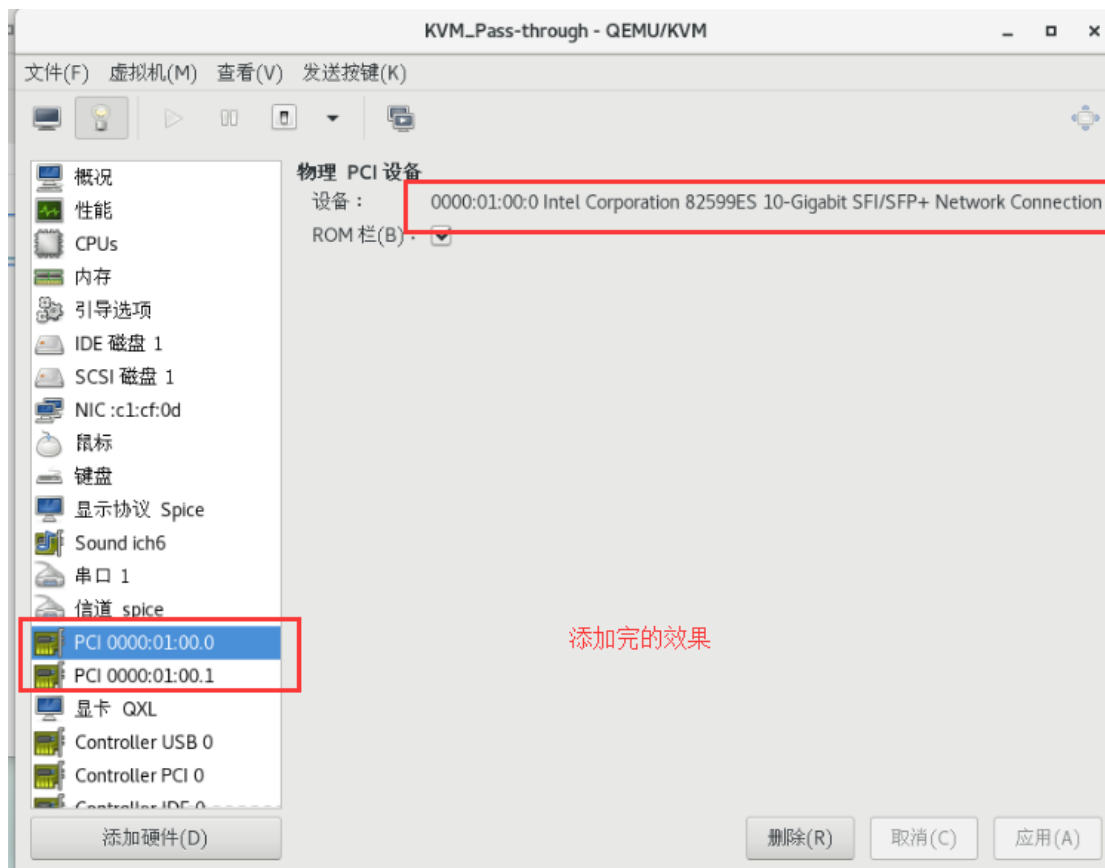 KVM_Pass-through - QEMU/KVM
文件(F) 虚拟机(M) 查看(V) 发送按键(K)
概况
性能
CPUs
内存
引导选项
IDE 磁盘 1
SCSI 磁盘 1
NIC :c1:cf:0d
鼠标
键盘
显示协议 Spice
Sound ich6
串口 1
信道 spice
PCI 0000:01:00.0
PCI 0000:01:00.1
显卡 QXL
Controller USB 0
Controller PCI 0
Controller IDE 0
添加硬件(D)
物理 PCI 设备
设备： 0000:01:00:0 Intel Corporation 82599ES 10-Gigabit SFI/SFP+ Network Connection
ROM 栏(B)：
添加完的效果
删除(R) 取消(C) 应用(A)